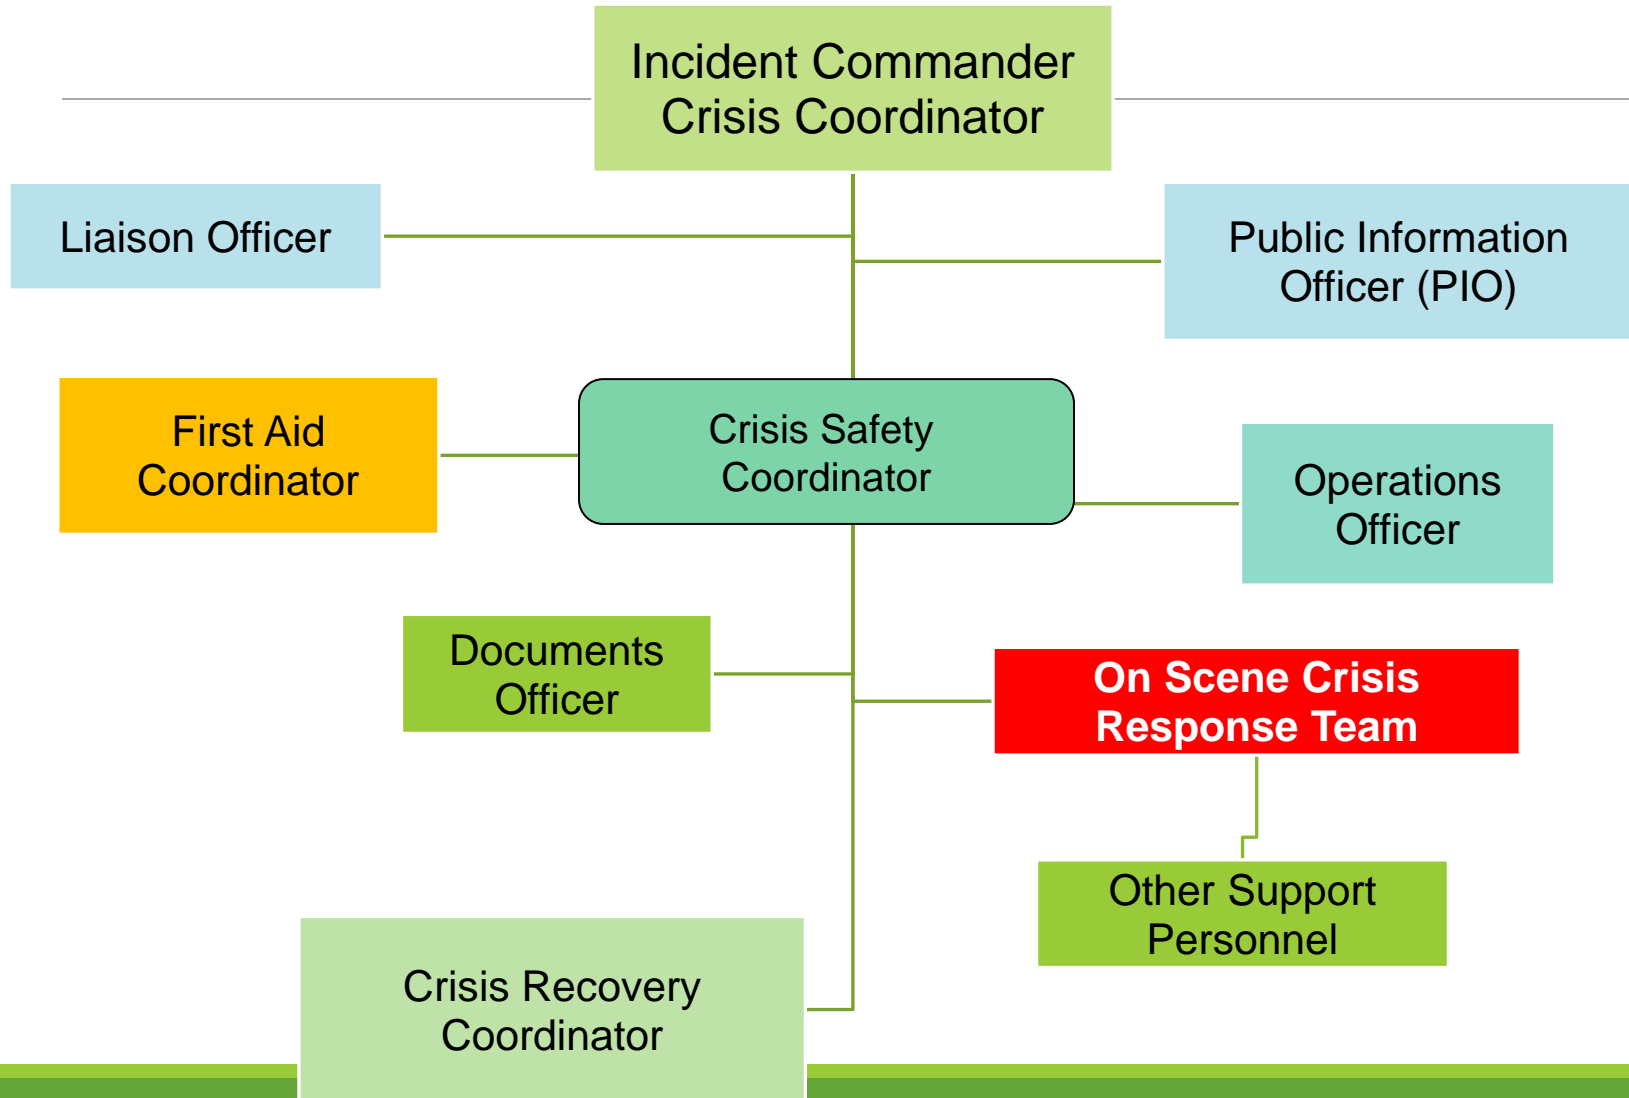 Incident Commander
Crisis Coordinator
Liaison Officer
Public Information
Officer (PIO)
First Aid
Coordinator
Crisis Safety
Coordinator
Operations
Officer
Documents
Officer
On Scene Crisis
Response Team
Other Support
Personnel
Crisis Recovery
Coordinator